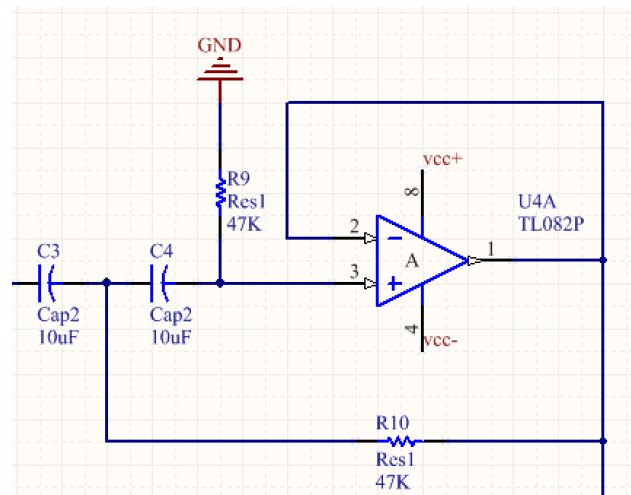 GND
R9
Res1
47K
vcc+
8
U4A
TL082P
2
1
A
3
4
vcc-
C3
Cap2
10uF
C4
Cap2
10uF
R10
Res1
47K